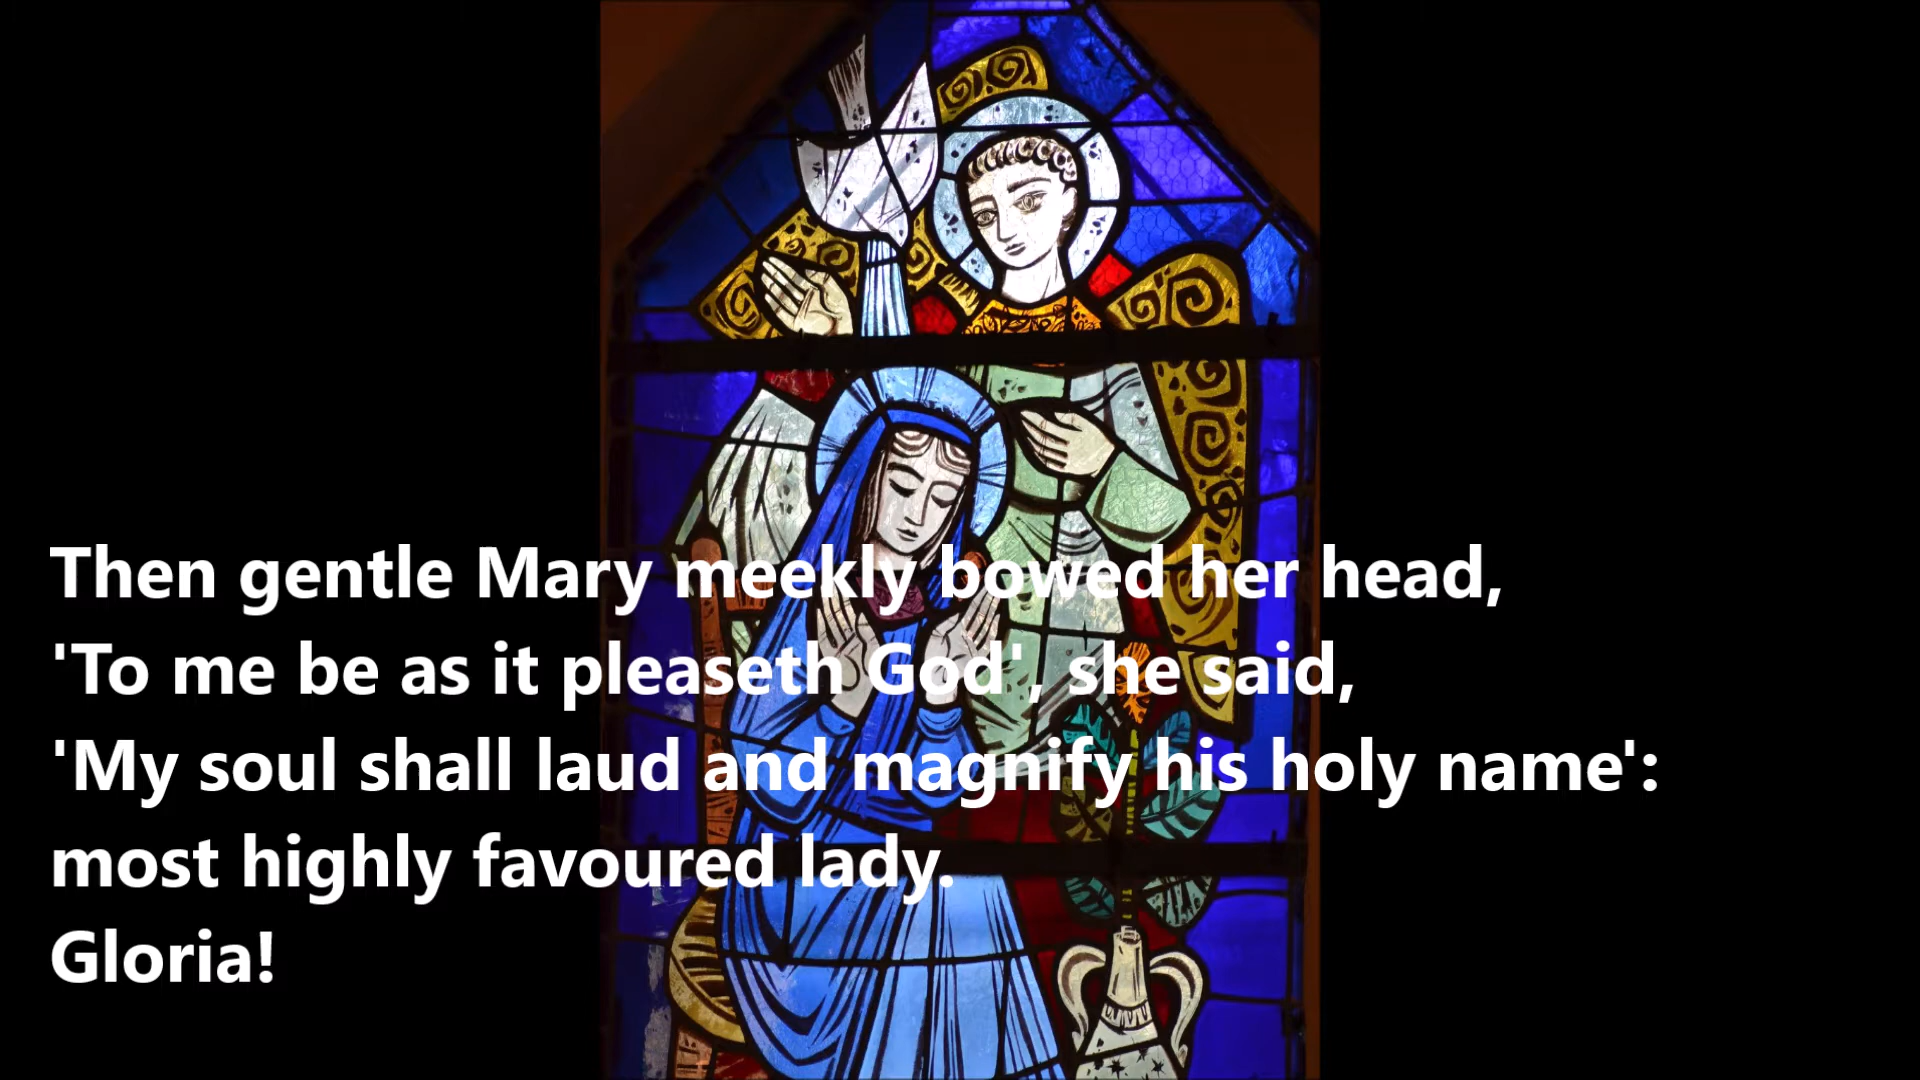 Then gentle Mary meekly bowed her head,
'To me be as it pleaseth God', she said,
'My soul shall laud and magnify his holy name':
most highly favoured lady.
Gloria!